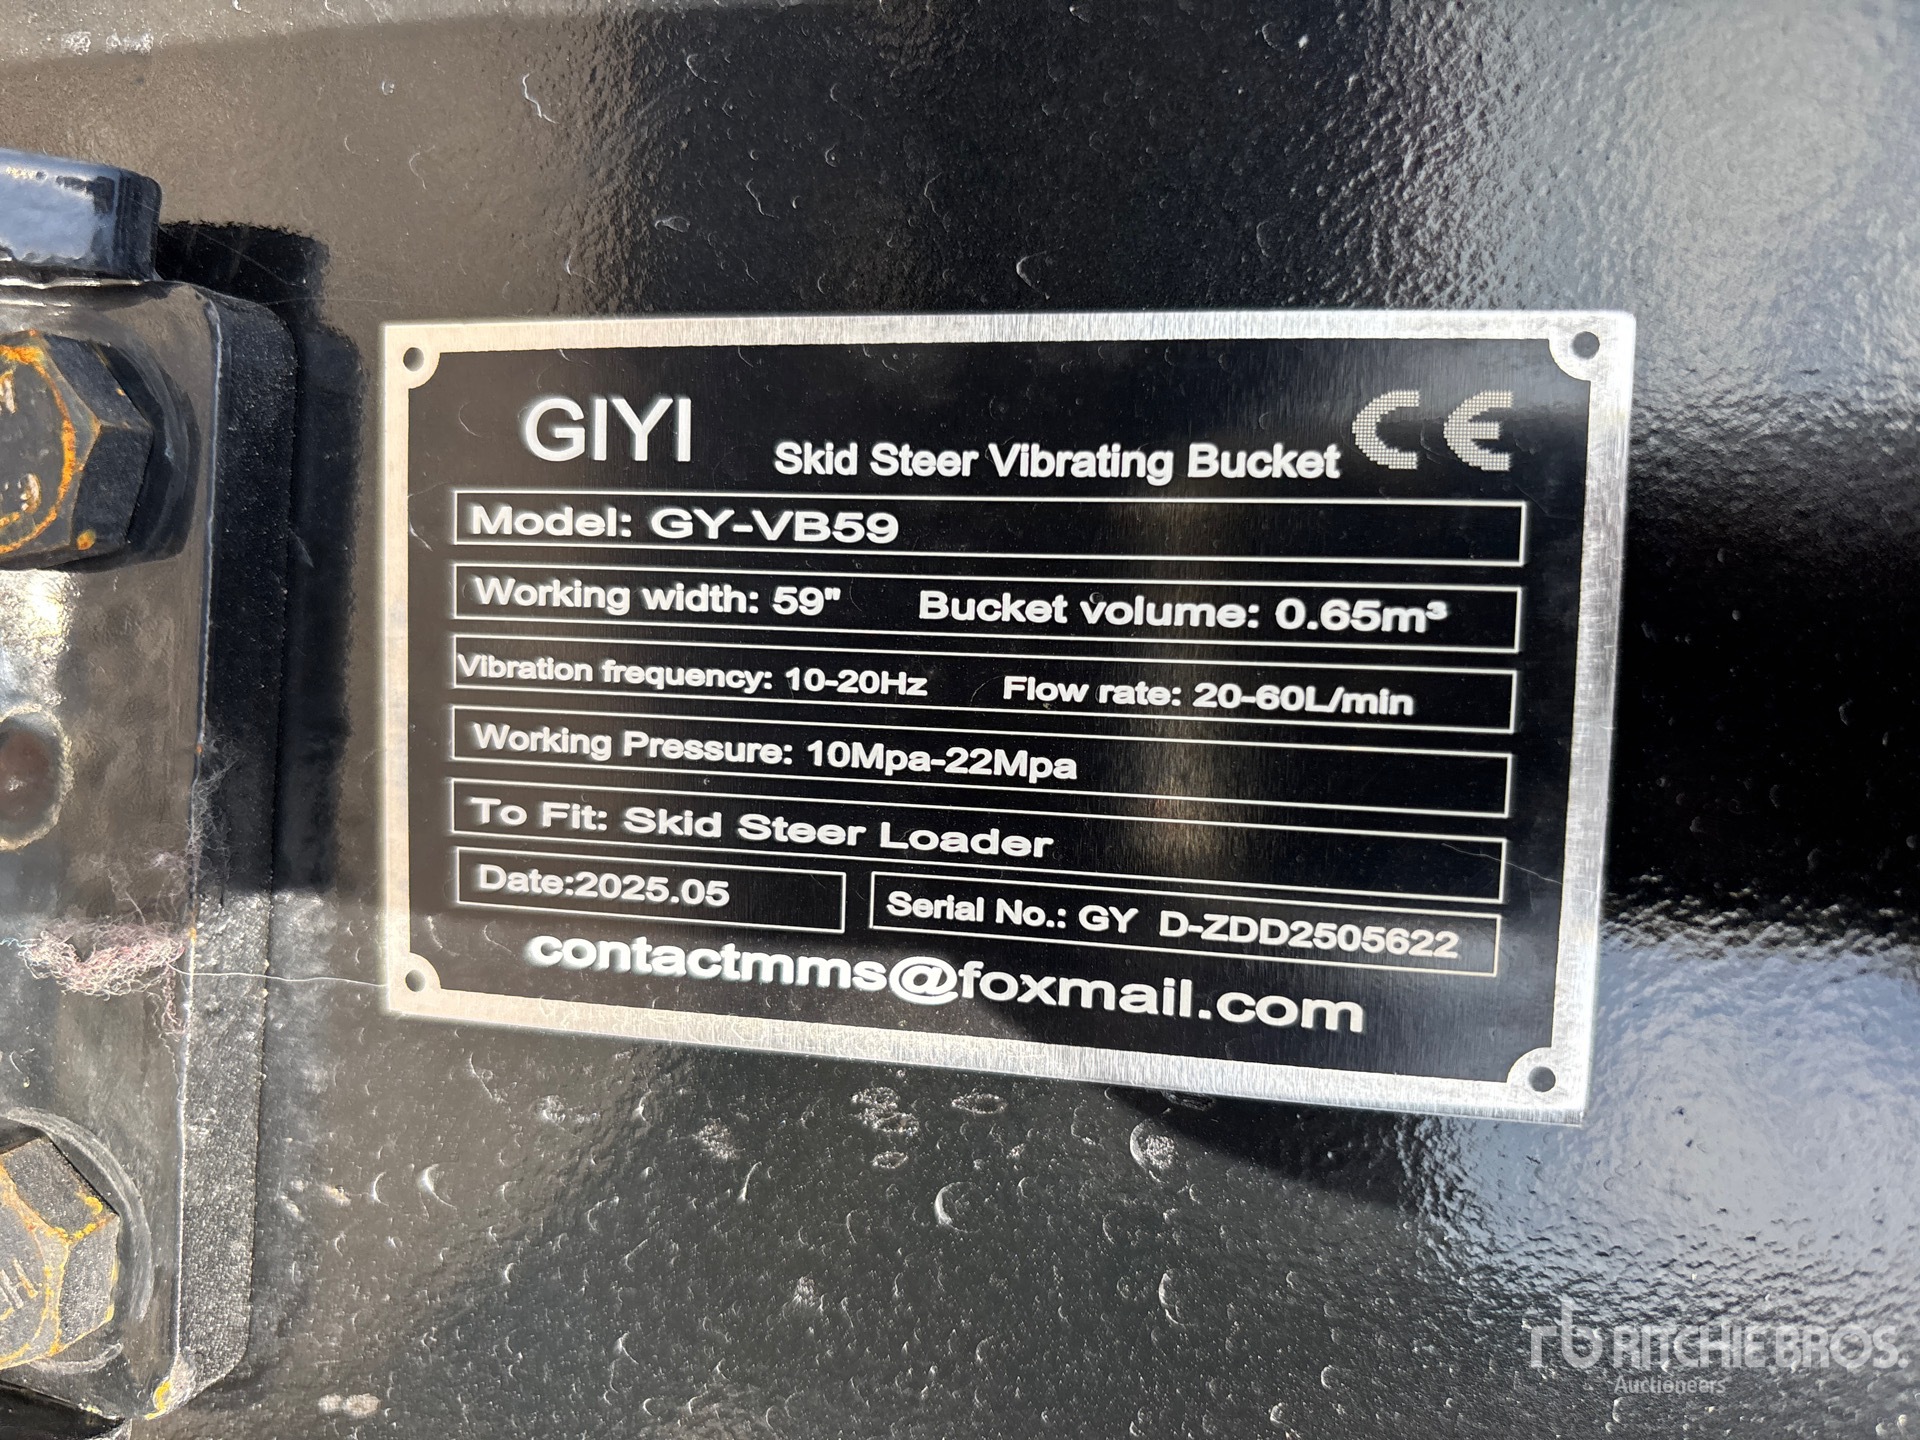 GIYI
Skid Steer Vibrating Bucket CE
Model: GY-VB59
Working width: 59" Bucket volume: 0.65m³
Vibration frequency: 10-20Hz Flow rate: 20-60L/min
Working Pressure: 10Mpa-22Mpa
To Fit: Skid Steer Loader
Date:2025.05 Serial No.: GY D-ZDD2505622
contactmms@foxmail.com
rb RITCHIE BROS.
Auctioneers